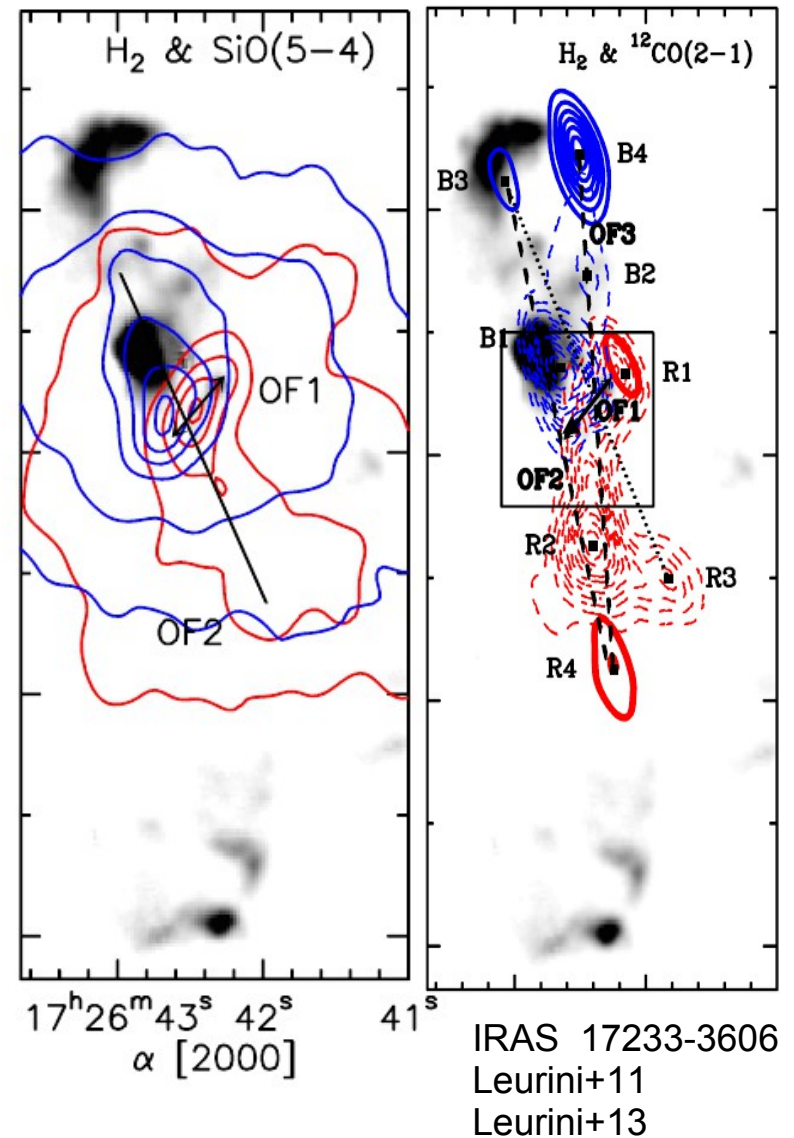 H₂ & SiO(5−4)
OF1
OF2
17ʰ26ᵐ43ˢ 42ˢ 41ˢ
α [2000]
H₂ & ¹²CO(2−1)
B4
B3
OF3
B2
B1
R1
OF1
OF2
R2
R3
R4
IRAS 17233-3606
Leurini+11
Leurini+13